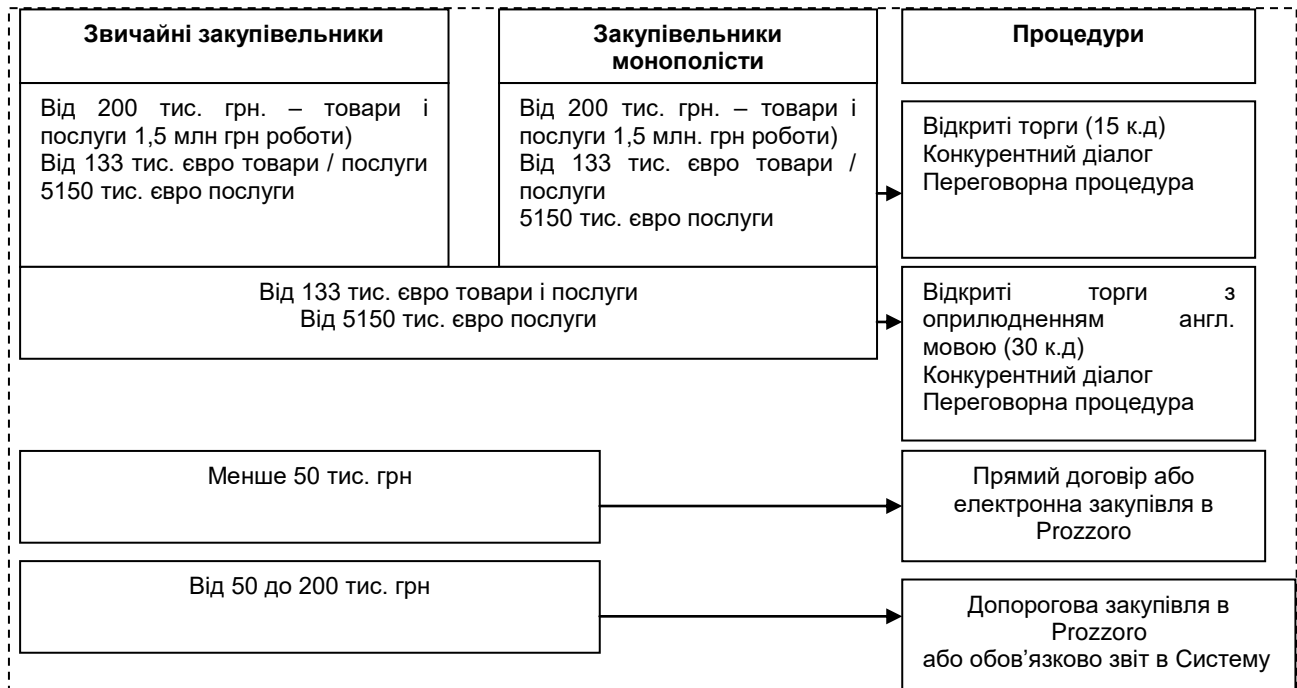 Звичайні закупівельники
Закупівельники
монополісти
Процедури
Від 200 тис. грн. – товари і
послуги 1,5 млн грн роботи)
Від 133 тис. євро товари / послуги
5150 тис. євро послуги
Від 200 тис. грн. – товари і
послуги 1,5 млн. грн роботи)
Від 133 тис. євро товари /
послуги
5150 тис. євро послуги
Відкриті торги (15 к.д)
Конкурентний діалог
Переговорна процедура
Від 133 тис. євро товари і послуги
Від 5150 тис. євро послуги
Відкриті торги з
оприлюдненням англ.
мовою (30 к.д)
Конкурентний діалог
Переговорна процедура
Менше 50 тис. грн
Прямий договір або
електронна закупівля в
Prozzoro
Від 50 до 200 тис. грн
Допорогова закупівля в
Prozzoro
або обов’язково звіт в Систему